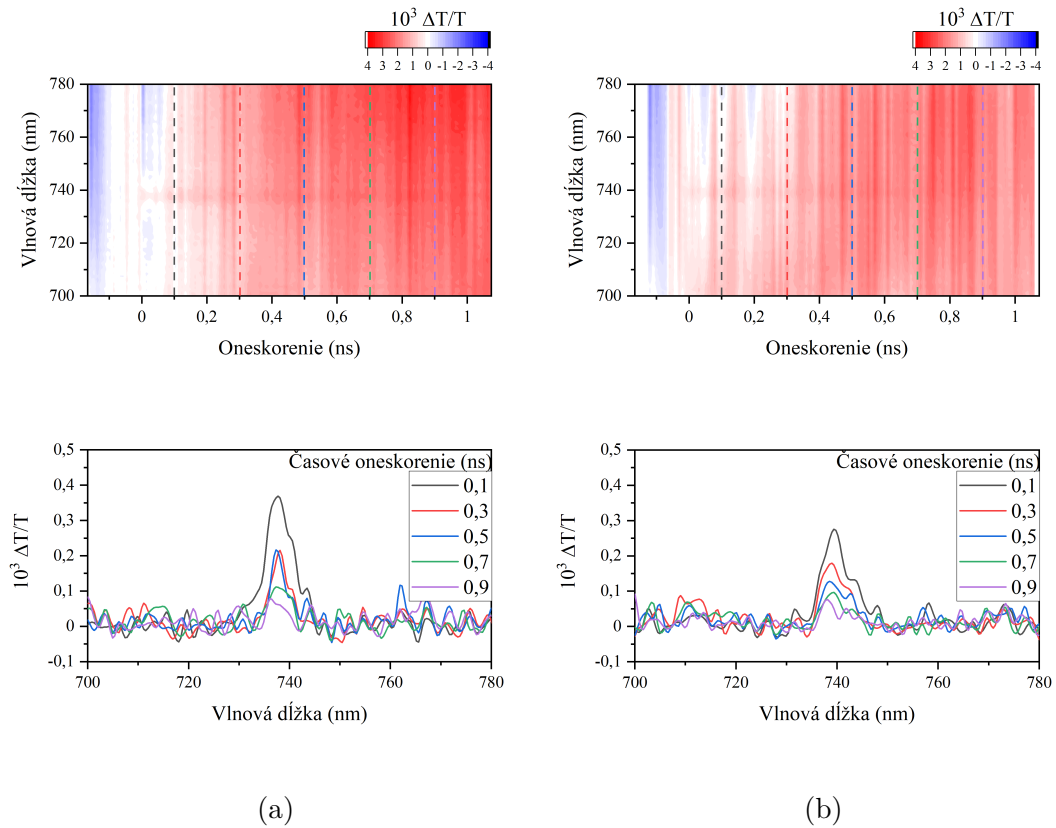 10³ ΔT/T
4 3 2 1 0 -1 -2 -3 -4
780
760
740
720
700
Vlnová dĺžka (nm)
0 0,2 0,4 0,6 0,8 1
Oneskorenie (ns)
10³ ΔT/T
4 3 2 1 0 -1 -2 -3 -4
780
760
740
720
700
Vlnová dĺžka (nm)
0 0,2 0,4 0,6 0,8 1
Oneskorenie (ns)
0,5
0,4
0,3
0,2
0,1
0
-0,1
10³ ΔT/T
Časové oneskorenie (ns)
0,1
0,3
0,5
0,7
0,9
700 720 740 760 780
Vlnová dĺžka (nm)
0,5
0,4
0,3
0,2
0,1
0
-0,1
10³ ΔT/T
Časové oneskorenie (ns)
0,1
0,3
0,5
0,7
0,9
700 720 740 760 780
Vlnová dĺžka (nm)
(a)
(b)